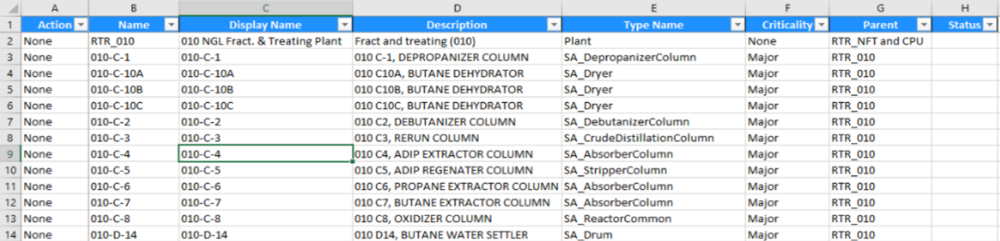 A B C D E F G H
1 Action Name Display Name Description Type Name Criticality Parent Status
2 None RTR_010 010 NGL Fract. & Treating Plant Fract and treating (010) Plant None RTR_NFT and CPU
3 None 010-C-1 010-C-1 010 C-1, DEPROPANIZER COLUMN SA_DepropanizerColumn Major RTR_010
4 None 010-C-10A 010-C-10A 010 C10A, BUTANE DEHYDRATOR SA_Dryer Major RTR_010
5 None 010-C-10B 010-C-10B 010 C10B, BUTANE DEHYDRATOR SA_Dryer Major RTR_010
6 None 010-C-10C 010-C-10C 010 C10C, BUTANE DEHYDRATOR SA_Dryer Major RTR_010
7 None 010-C-2 010-C-2 010 C2, DEBUTANIZER COLUMN SA_DebutanizerColumn Major RTR_010
8 None 010-C-3 010-C-3 010 C3, RERUN COLUMN SA_CrudeDistillationColumn Major RTR_010
9 None 010-C-4 010-C-4 010 C4, ADIP EXTRACTOR COLUMN SA_AbsorberColumn Major RTR_010
10 None 010-C-5 010-C-5 010 C5, ADIP REGENATER COLUMN SA_StripperColumn Major RTR_010
11 None 010-C-6 010-C-6 010 C6, PROPANE EXTRACTOR COLUMN SA_AbsorberColumn Major RTR_010
12 None 010-C-7 010-C-7 010 C7, BUTANE EXTRACTOR COLUMN SA_AbsorberColumn Major RTR_010
13 None 010-C-8 010-C-8 010 C8, OXIDIZER COLUMN SA_ReactorCommon Major RTR_010
14 None 010-D-14 010-D-14 010 D14, BUTANE WATER SETTLER SA_Drum Major RTR_010